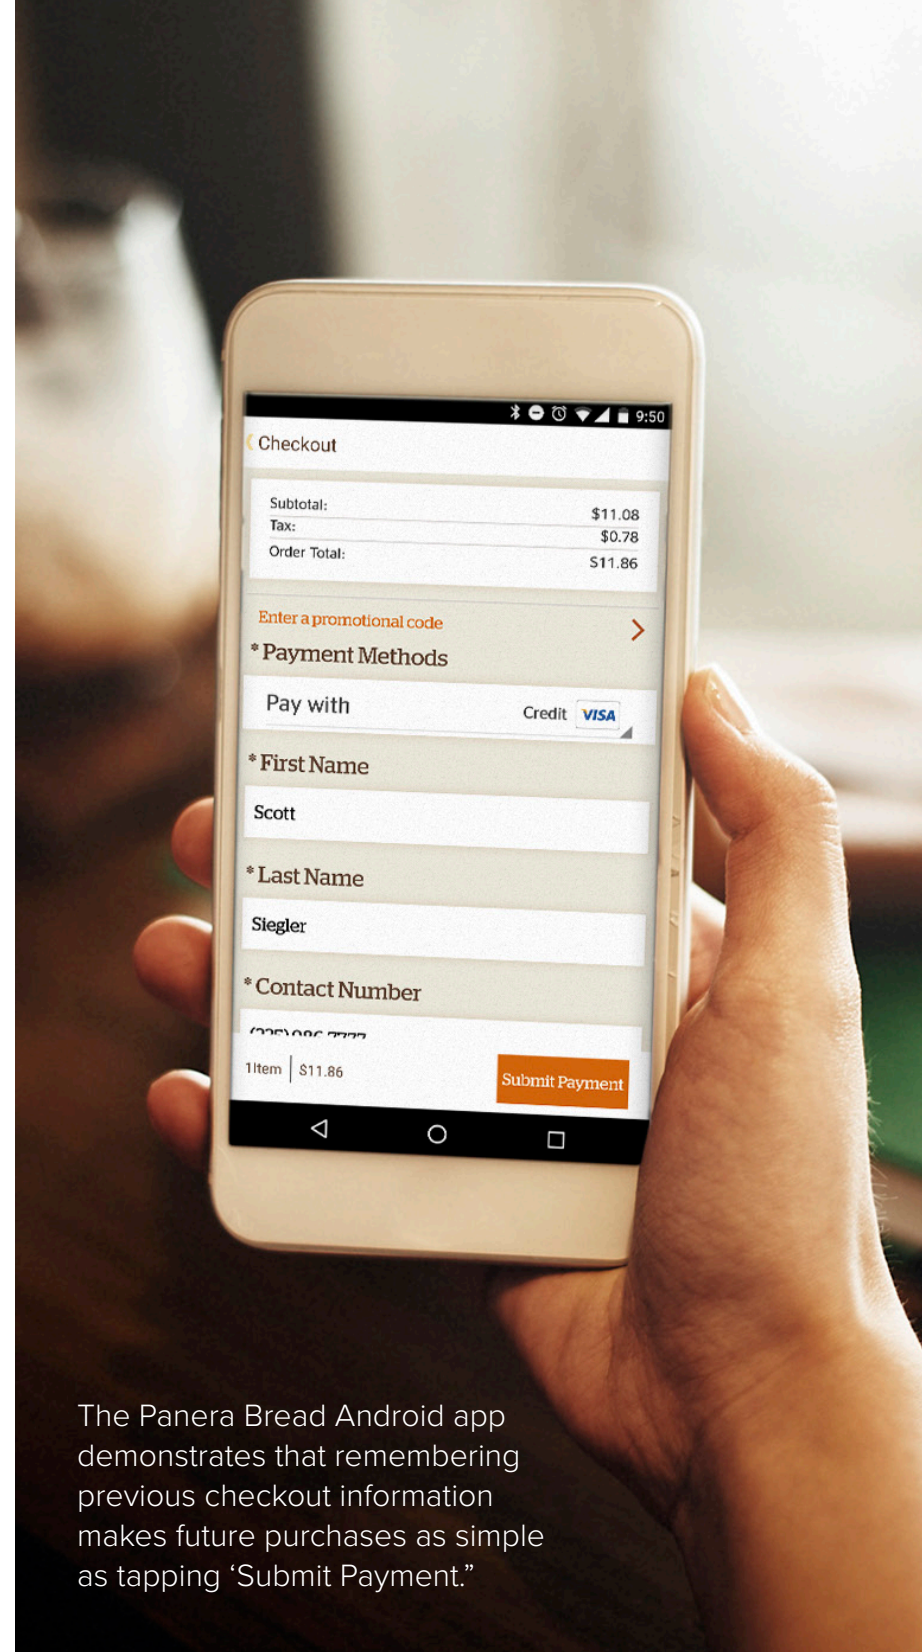 9:50
Checkout
Subtotal: $11.08
Tax: $0.78
Order Total: $11.86
Enter a promotional code
* Payment Methods
Pay with Credit VISA
* First Name
Scott
* Last Name
Siegler
* Contact Number
1 Item | $11.86
Submit Payment
The Panera Bread Android app
demonstrates that remembering
previous checkout information
makes future purchases as simple
as tapping ‘Submit Payment.”